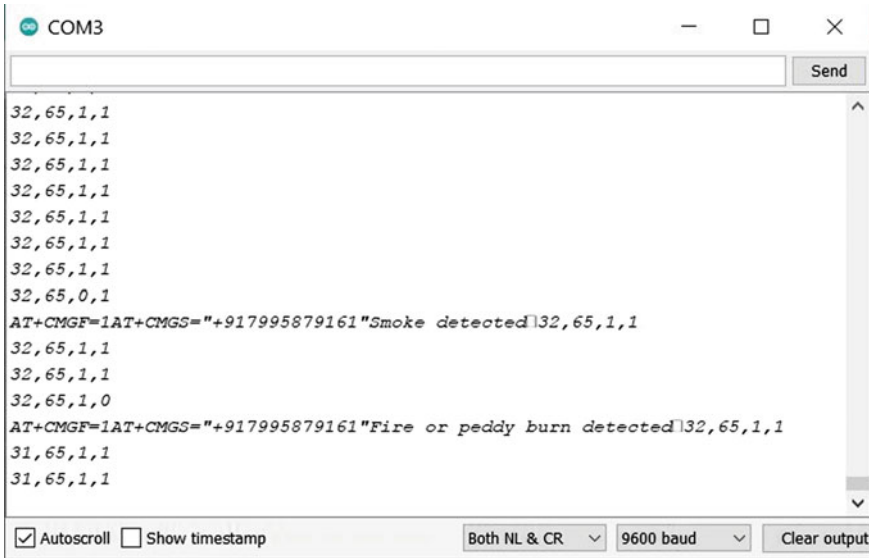 COM3
Send
32,65,1,1
32,65,1,1
32,65,1,1
32,65,1,1
32,65,1,1
32,65,1,1
32,65,1,1
32,65,0,1
AT+CMGF=1AT+CMGS="+917995879161"Smoke detected▯32,65,1,1
32,65,1,1
32,65,1,1
32,65,1,0
AT+CMGF=1AT+CMGS="+917995879161"Fire or peddy burn detected▯32,65,1,1
31,65,1,1
31,65,1,1
Autoscroll Show timestamp Both NL & CR 9600 baud Clear output